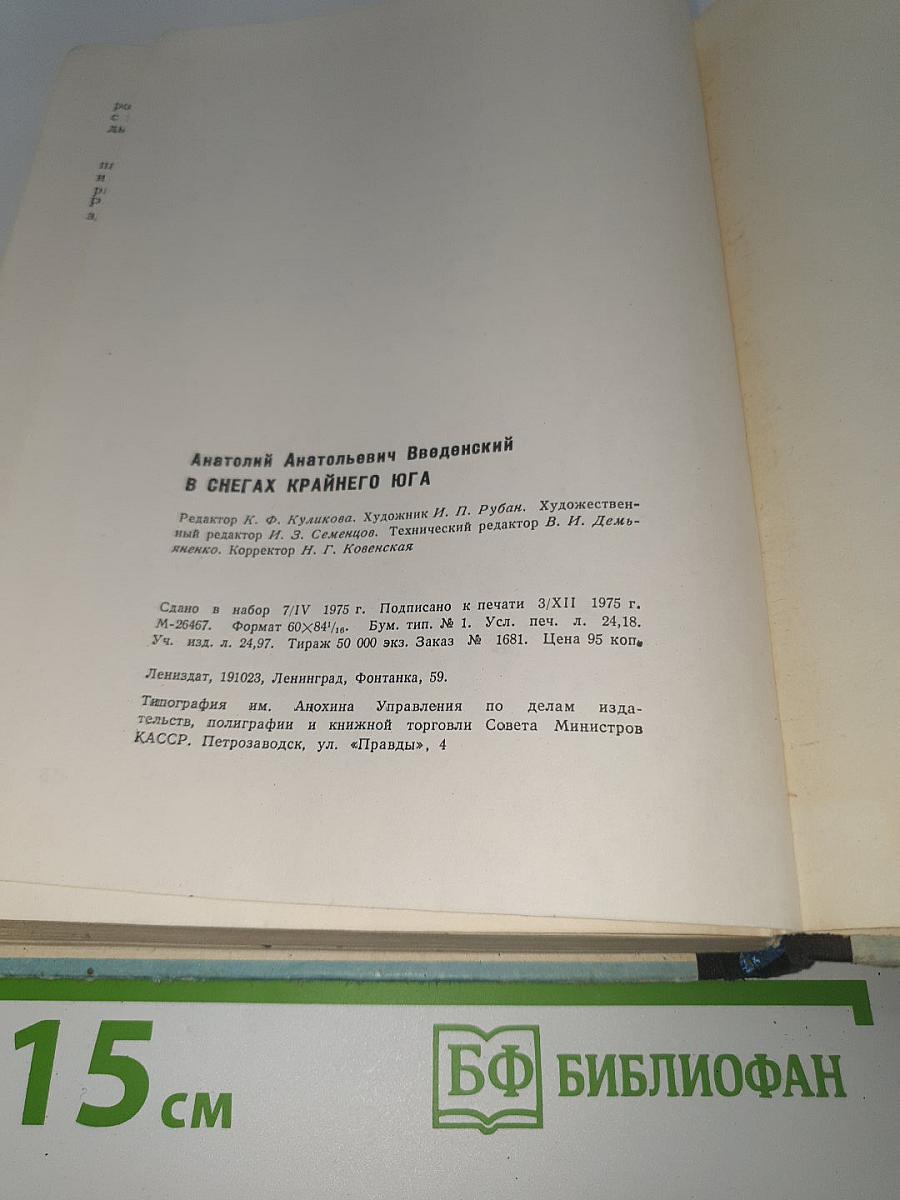 ро
с
ль
ш
и
р
Р
а,
Анатолий Анатольевич Введенский
В СНЕГАХ КРАЙНЕГО ЮГА
Редактор К. Ф. Куликова. Художник И. П. Рубан. Художествен-
ный редактор И. З. Семенцов. Технический редактор В. И. Демь-
яненко. Корректор Н. Г. Ковенская
Сдано в набор 7/IV 1975 г. Подписано к печати 3/XII 1975 г.
М-26467. Формат 60×84¹/₁₆. Бум. тип. № 1. Усл. печ. л. 24,18.
Уч. изд. л. 24,97. Тираж 50 000 экз. Заказ № 1681. Цена 95 коп.
Лениздат, 191023, Ленинград, Фонтанка, 59.
Типография им. Анохина Управления по делам изда-
тельств, полиграфии и книжной торговли Совета Министров
КАССР. Петрозаводск, ул. «Правды», 4
15 см
БФ БИБЛИОФАН